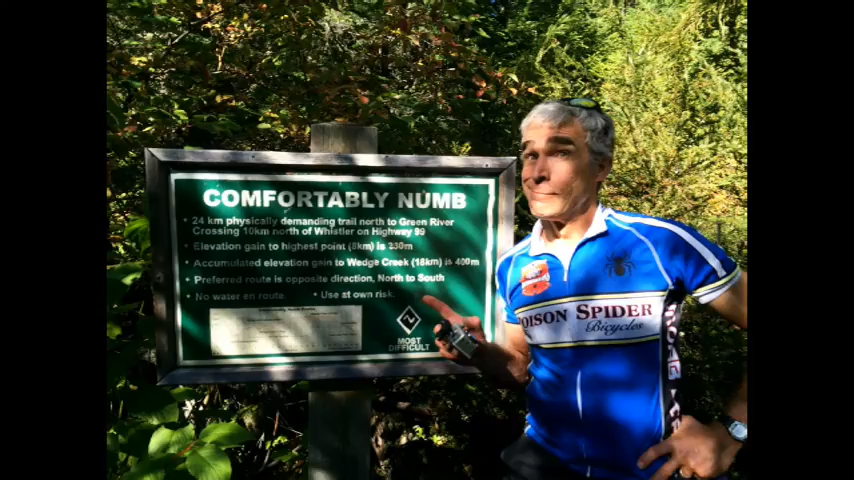 COMFORTABLY NUMB
• 24 km physically demanding trail north to Green River
Crossing 10km north of Whistler on Highway 99
• Elevation gain to highest point (8km) is 230m
• Accumulated elevation gain to Wedge Creek (18km) is 400m
• Preferred route is opposite direction, North to South
• No water en route. • Use at own risk.
MOST
DIFFICULT
POISON SPIDER
Bicycles